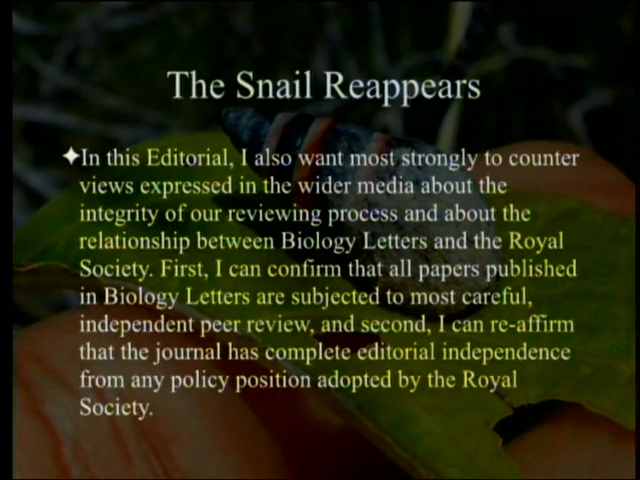 The Snail Reappears
✦In this Editorial, I also want most strongly to counter
views expressed in the wider media about the
integrity of our reviewing process and about the
relationship between Biology Letters and the Royal
Society. First, I can confirm that all papers published
in Biology Letters are subjected to most careful,
independent peer review, and second, I can re-affirm
that the journal has complete editorial independence
from any policy position adopted by the Royal
Society.